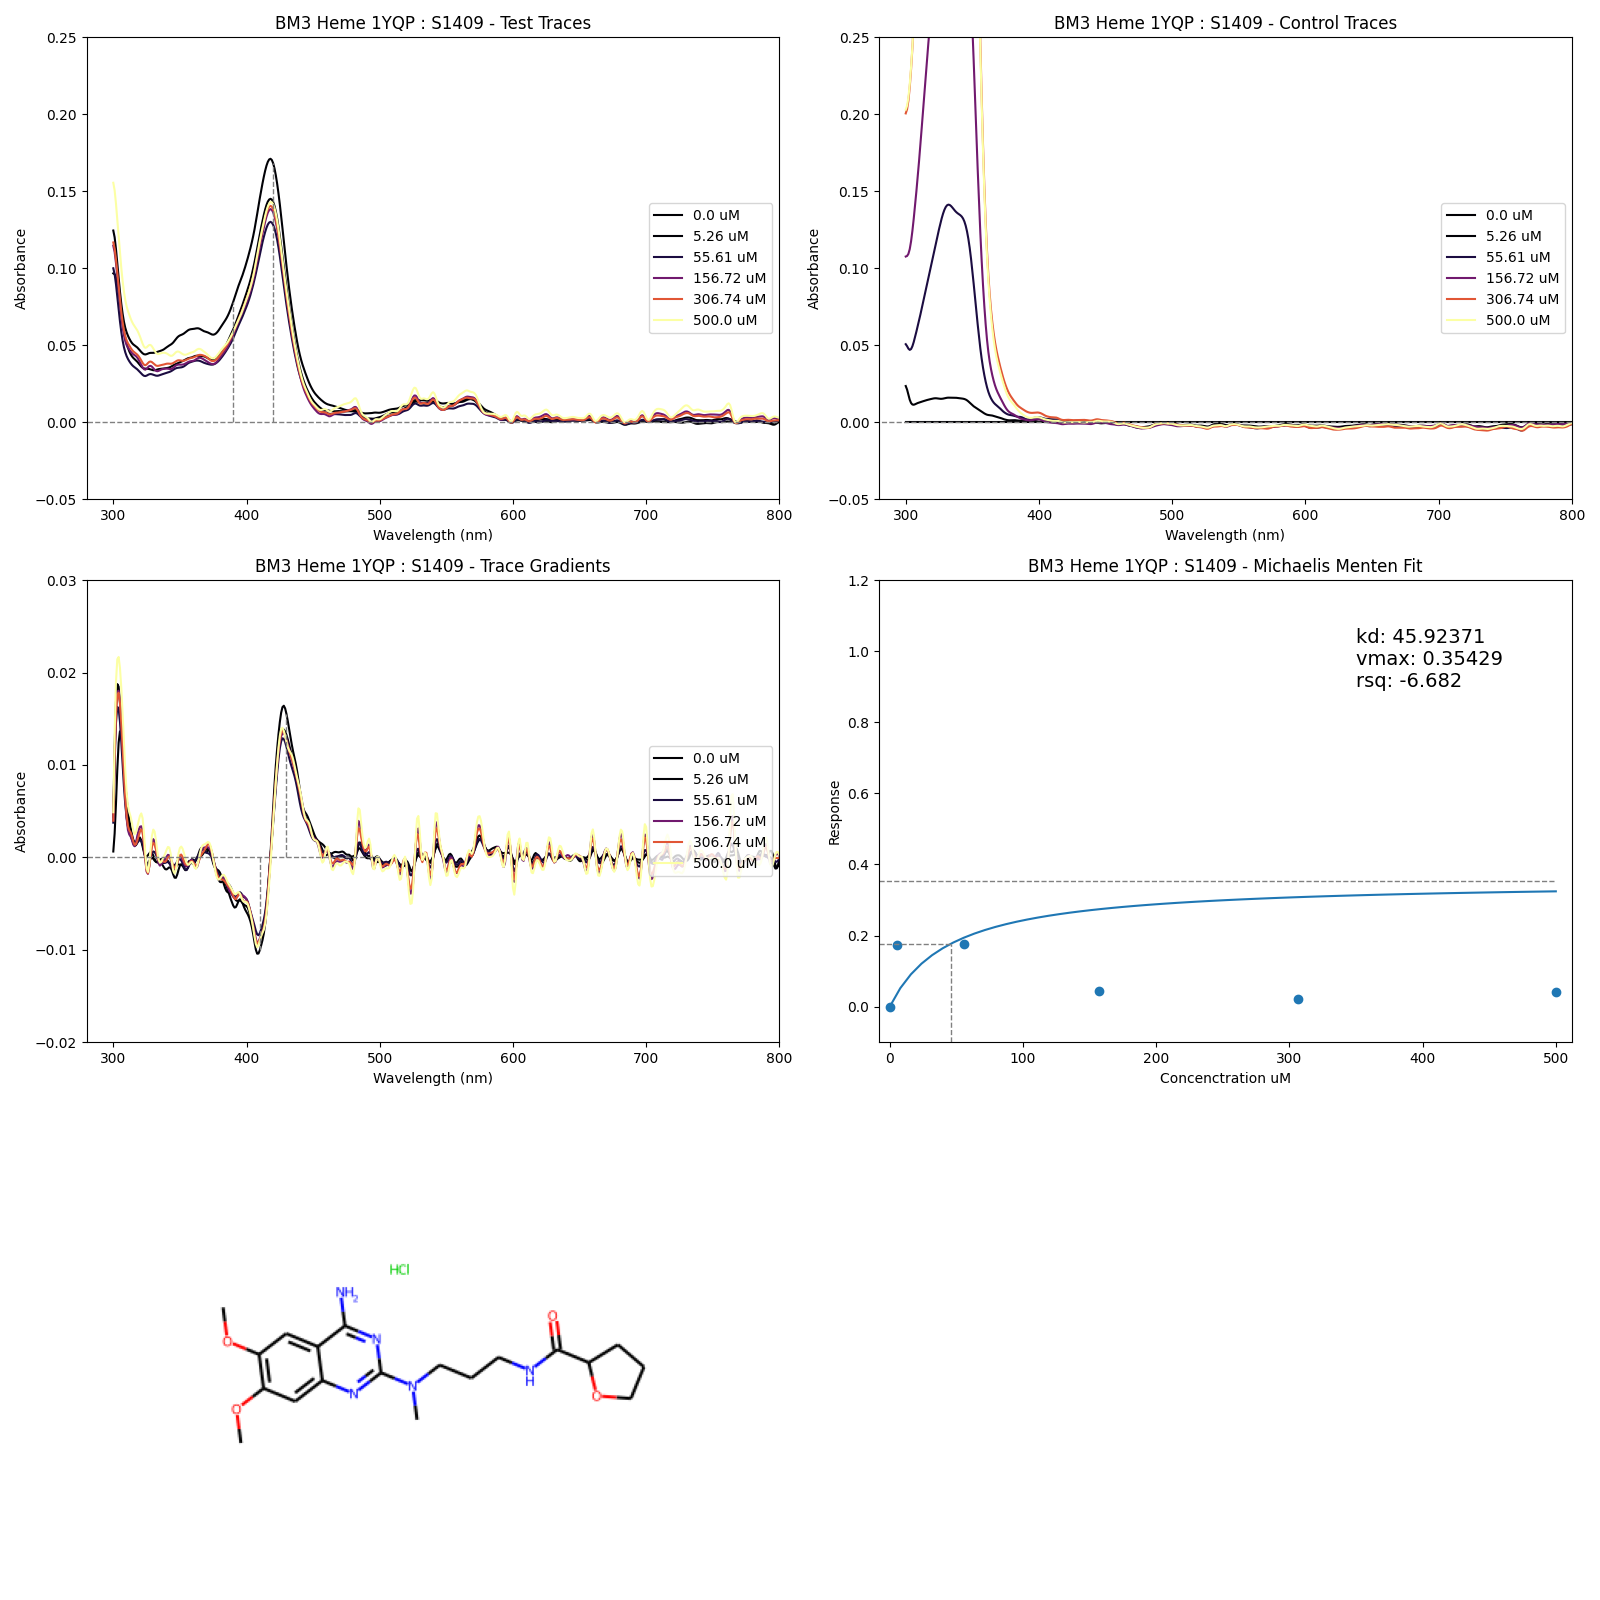 BM3 Heme 1YQP : S1409 - Test Traces
0.25
0.20
0.15
0.10
0.05
0.00
−0.05
Absorbance
300 400 500 600 700 800
Wavelength (nm)
0.0 uM
5.26 uM
55.61 uM
156.72 uM
306.74 uM
500.0 uM
BM3 Heme 1YQP : S1409 - Control Traces
0.25
0.20
0.15
0.10
0.05
0.00
−0.05
Absorbance
300 400 500 600 700 800
Wavelength (nm)
0.0 uM
5.26 uM
55.61 uM
156.72 uM
306.74 uM
500.0 uM
BM3 Heme 1YQP : S1409 - Trace Gradients
0.03
0.02
0.01
0.00
−0.01
−0.02
Absorbance
300 400 500 600 700 800
Wavelength (nm)
0.0 uM
5.26 uM
55.61 uM
156.72 uM
306.74 uM
500.0 uM
BM3 Heme 1YQP : S1409 - Michaelis Menten Fit
1.2
1.0
0.8
0.6
0.4
0.2
0.0
Response
0 100 200 300 400 500
Concenctration uM
kd: 45.92371
vmax: 0.35429
rsq: -6.682
HCl
NH2
O
O
N
N
N
N
H
O
O